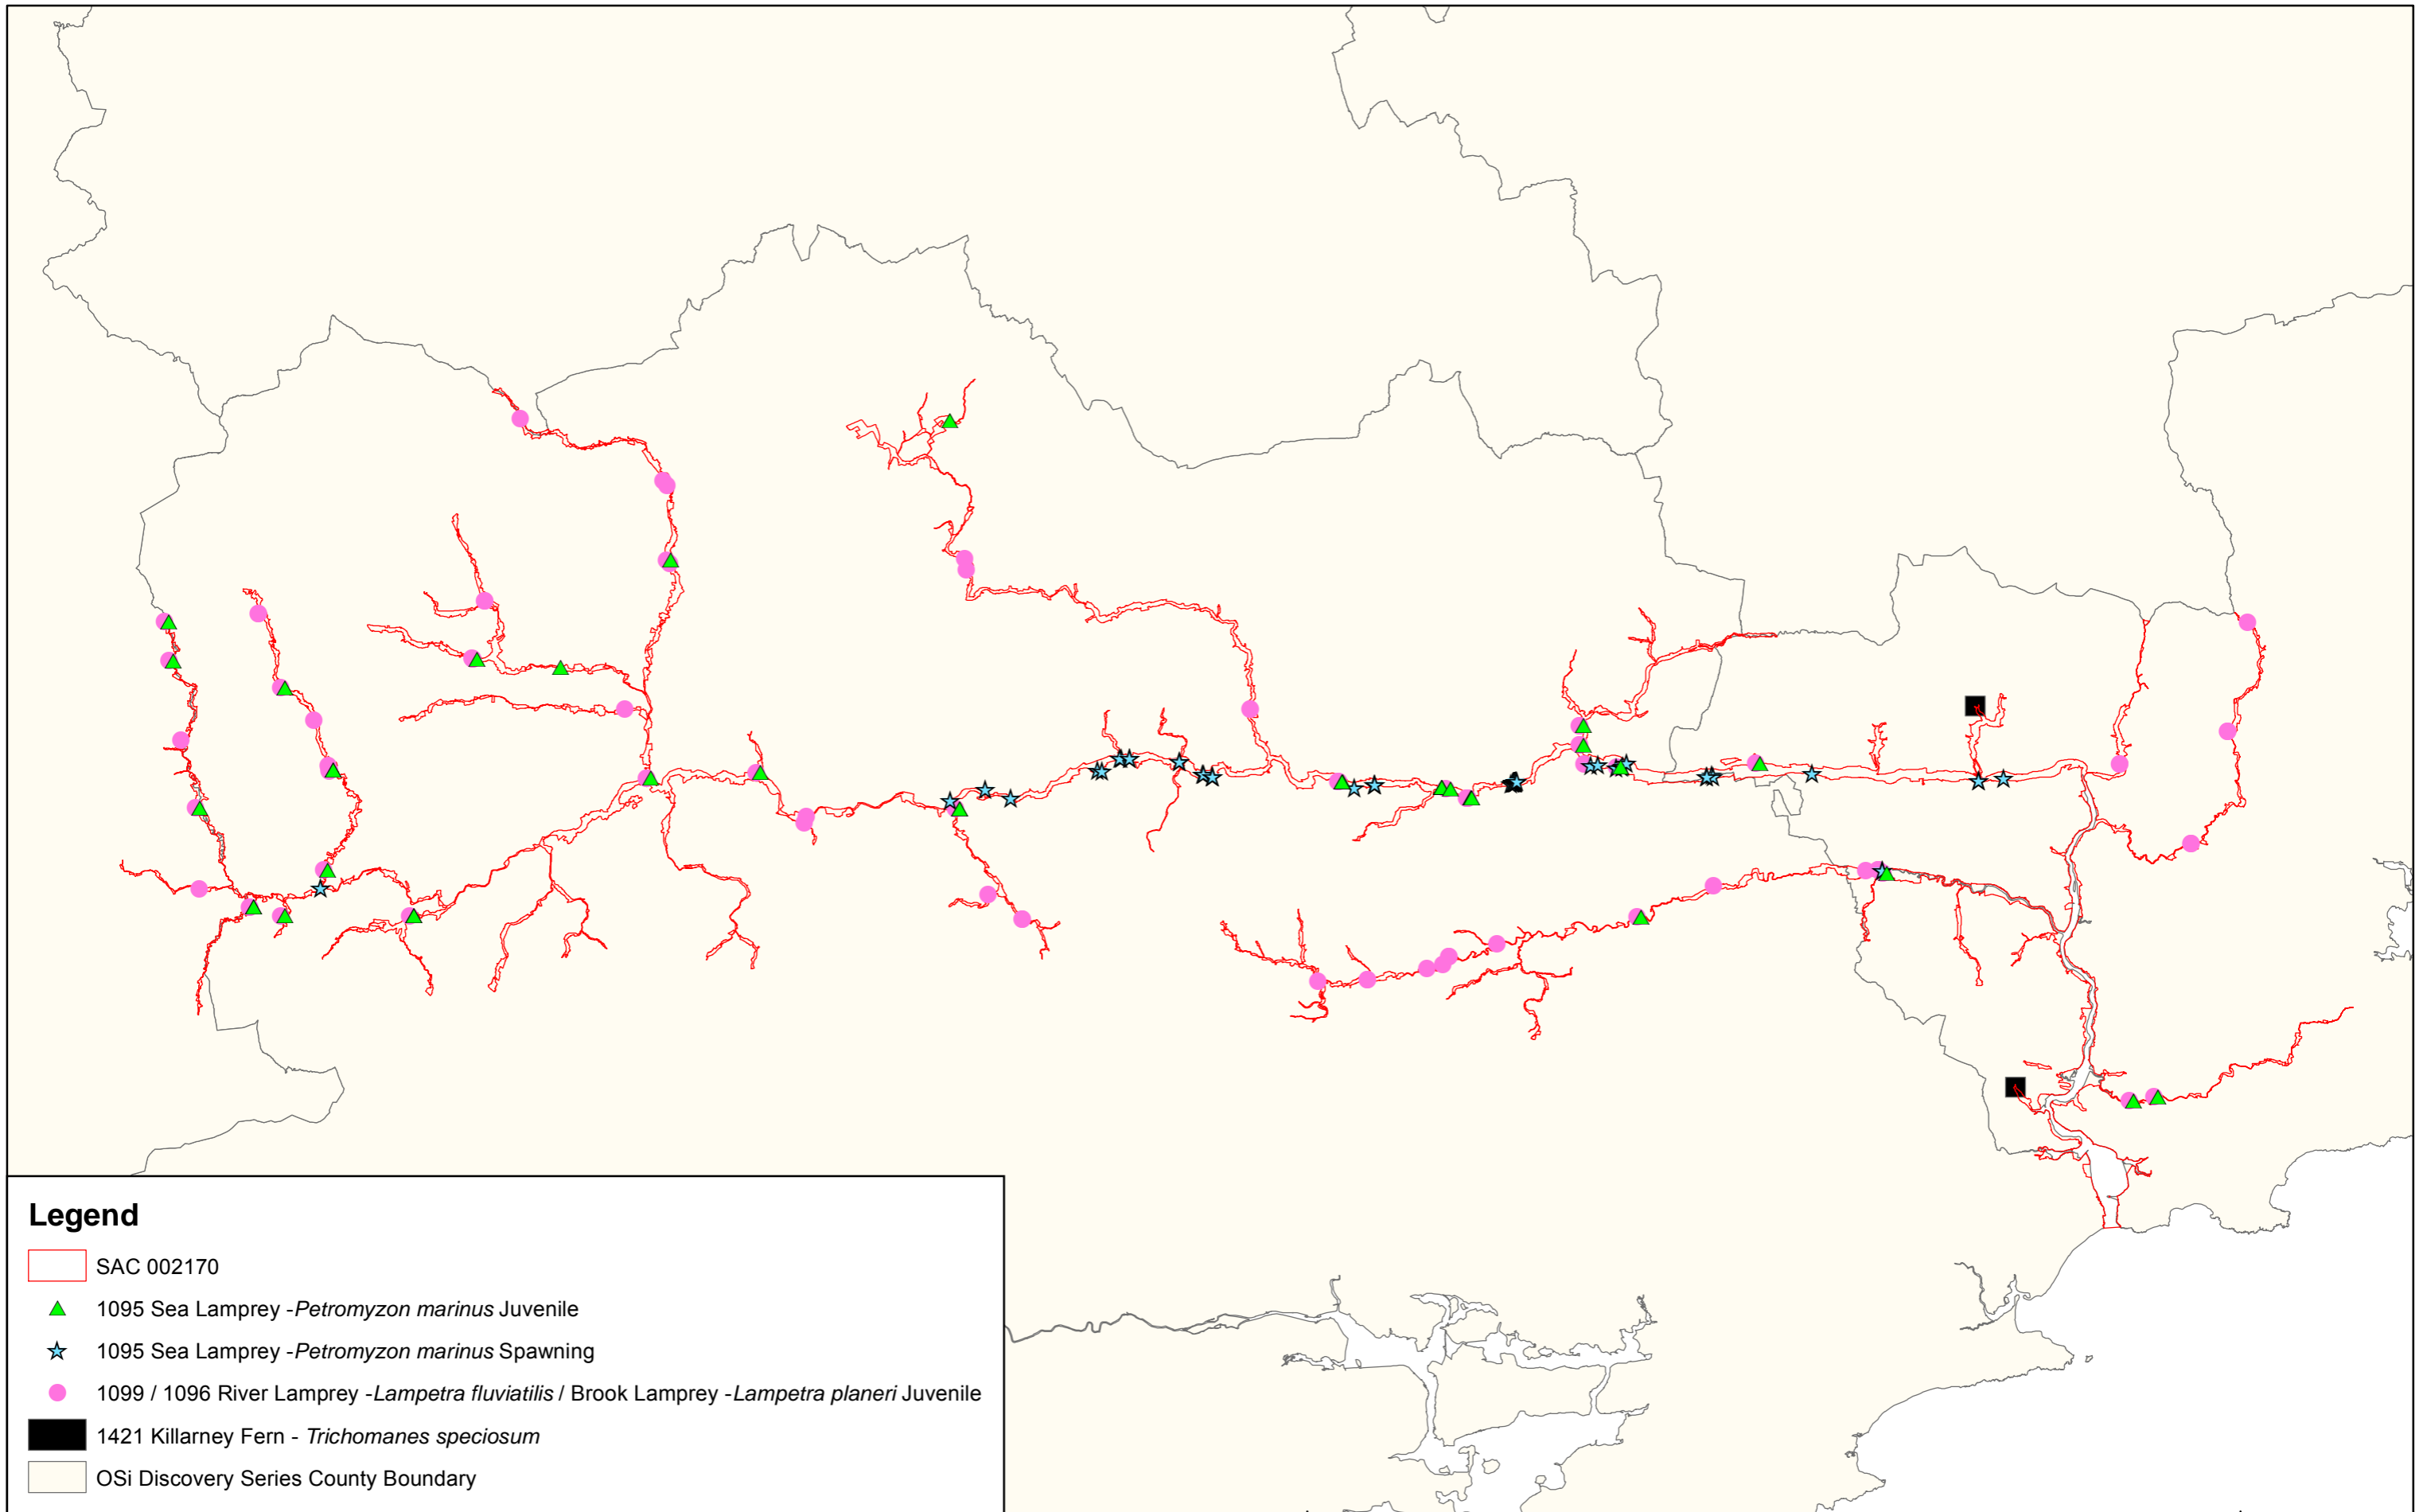 Legend
SAC 002170
1095 Sea Lamprey -Petromyzon marinus Juvenile
1095 Sea Lamprey -Petromyzon marinus Spawning
1099 / 1096 River Lamprey -Lampetra fluviatilis / Brook Lamprey -Lampetra planeri Juvenile
1421 Killarney Fern - Trichomanes speciosum
OSi Discovery Series County Boundary